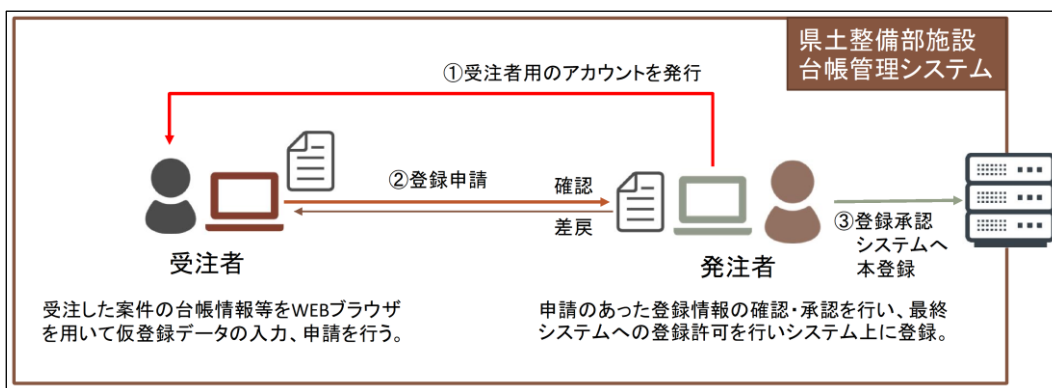 県土整備部施設
台帳管理システム
①受注者用のアカウントを発行
②登録申請
確認
差戻
③登録承認
システムへ
本登録
受注者
発注者
受注した案件の台帳情報等をWEBブラウザ
を用いて仮登録データの入力、申請を行う。
申請のあった登録情報の確認・承認を行い、最終
システムへの登録許可を行いシステム上に登録。